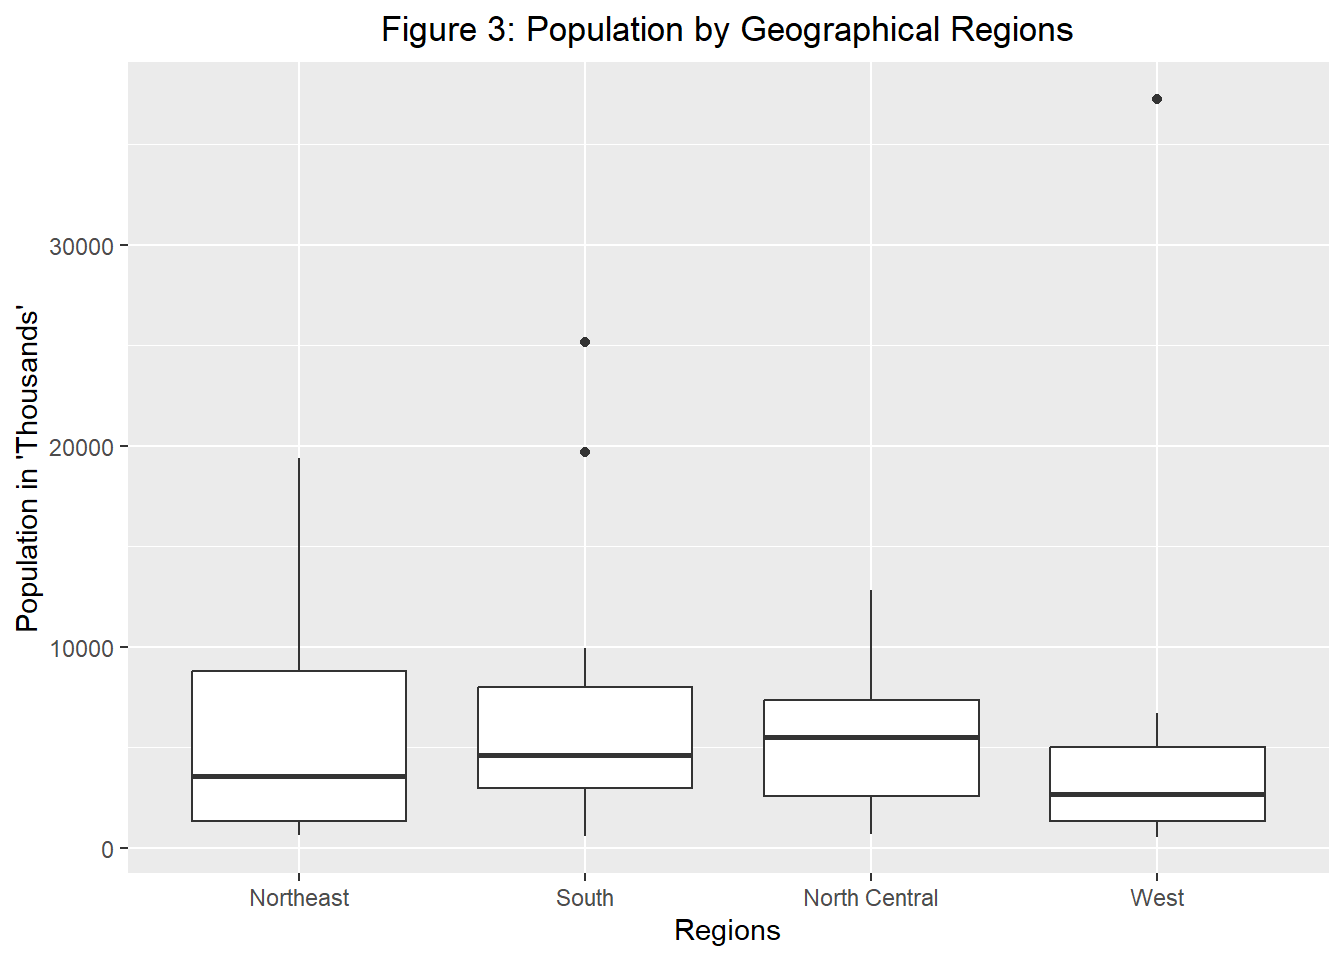 Figure 3: Population by Geographical Regions
Population in 'Thousands'
30000
20000
10000
0
Northeast South North Central West
Regions